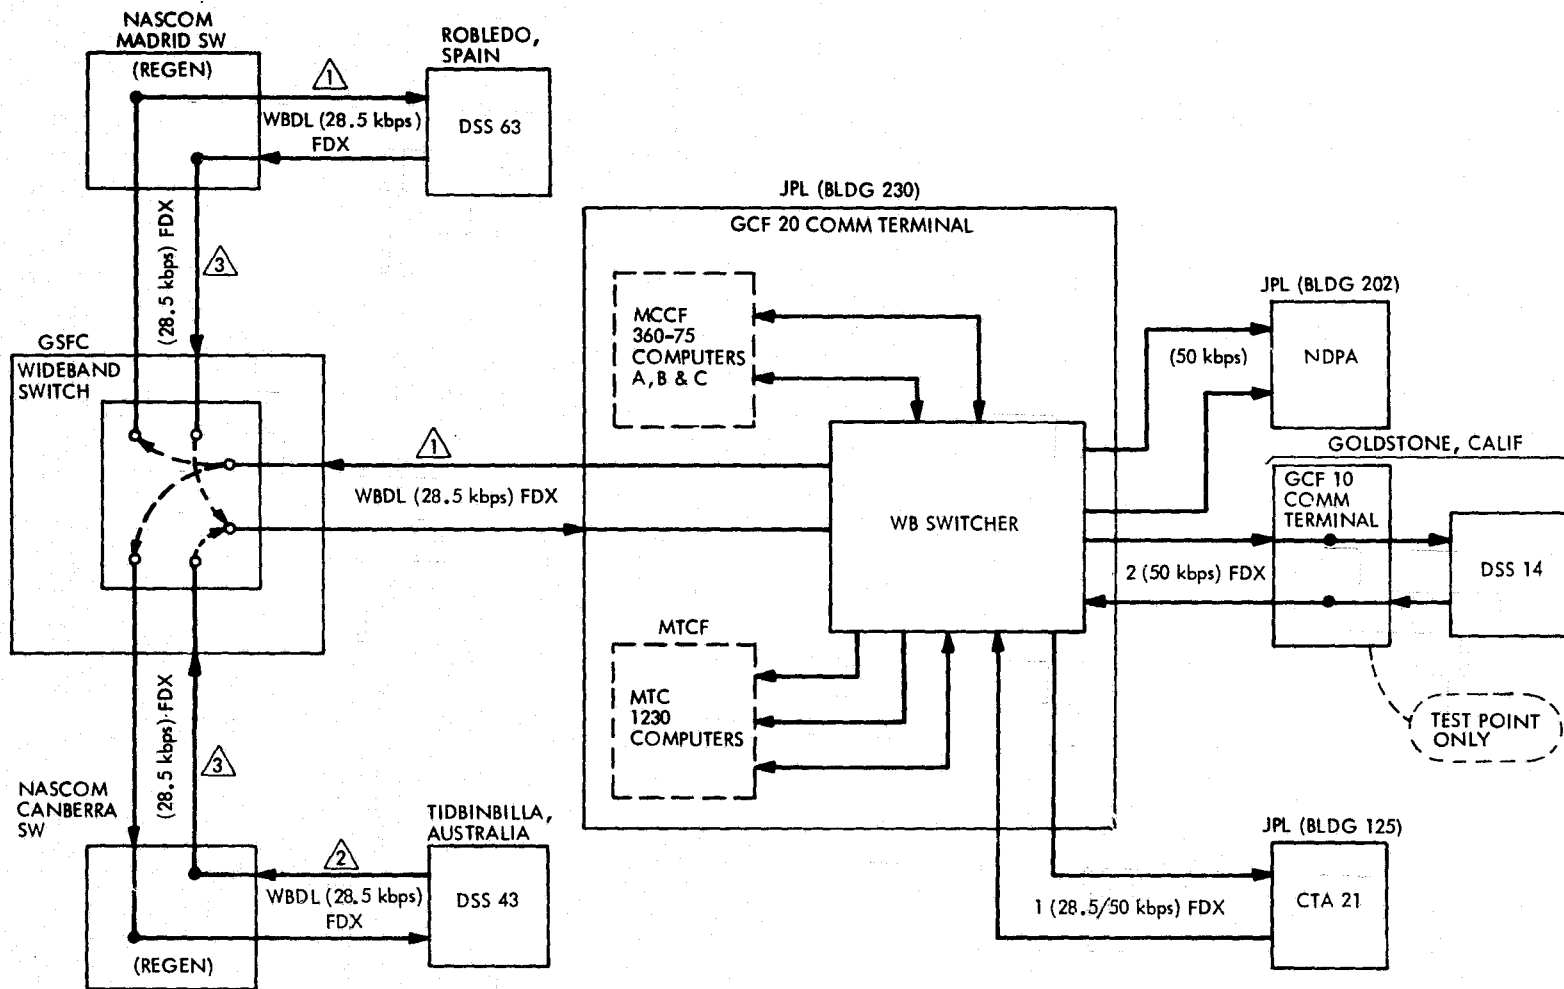 NASCOM
MADRID SW
(REGEN)
ROBLEDO,
SPAIN
1
WBDL (28.5 kbps)
FDX
DSS 63
(28.5 kbps) FDX
3
GSFC
WIDEBAND
SWITCH
1
WBDL (28.5 kbps) FDX
JPL (BLDG 230)
GCF 20 COMM TERMINAL
MCCF
360-75
COMPUTERS
A, B & C
WB SWITCHER
MTCF
MTC
1230
COMPUTERS
JPL (BLDG 202)
(50 kbps)
NDPA
GOLDSTONE, CALIF
GCF 10
COMM
TERMINAL
2 (50 kbps) FDX
DSS 14
TEST POINT
ONLY
JPL (BLDG 125)
1 (28.5/50 kbps) FDX
CTA 21
(28.5 kbps) FDX
3
NASCOM
CANBERRA
SW
TIDBINBILLA,
AUSTRALIA
2
WBDL (28.5 kbps)
FDX
DSS 43
(REGEN)